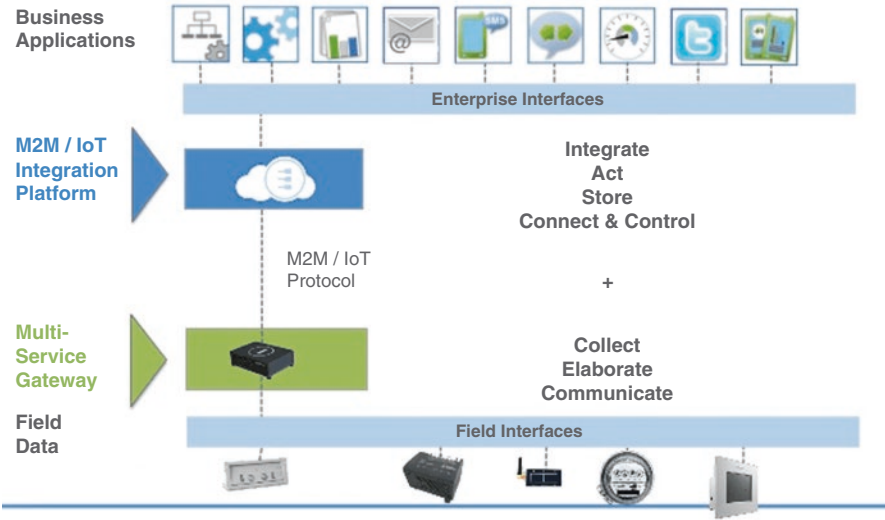 Business
Applications
SMS
@
Enterprise Interfaces
M2M / IoT
Integration
Platform
Integrate
Act
Store
Connect & Control
M2M / IoT
Protocol
+
Multi-
Service
Gateway
Collect
Elaborate
Communicate
Field
Data
Field Interfaces